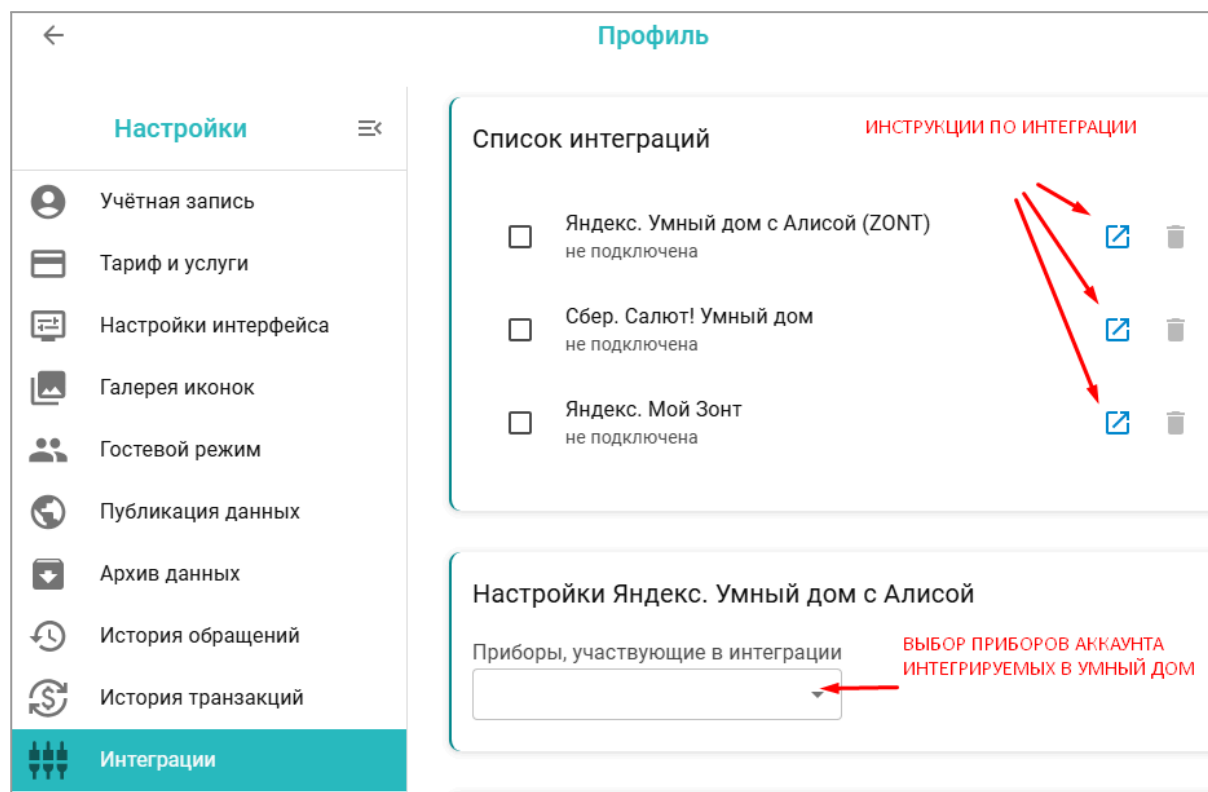 Профиль
Настройки
Учётная запись
Тариф и услуги
Настройки интерфейса
Галерея иконок
Гостевой режим
Публикация данных
Архив данных
История обращений
История транзакций
Интеграции
Список интеграций
ИНСТРУКЦИИ ПО ИНТЕГРАЦИИ
Яндекс. Умный дом с Алисой (ZONT)
не подключена
Сбер. Салют! Умный дом
не подключена
Яндекс. Мой Зонт
не подключена
Настройки Яндекс. Умный дом с Алисой
Приборы, участвующие в интеграции
ВЫБОР ПРИБОРОВ АККАУНТА
ИНТЕГРИРУЕМЫХ В УМНЫЙ ДОМ